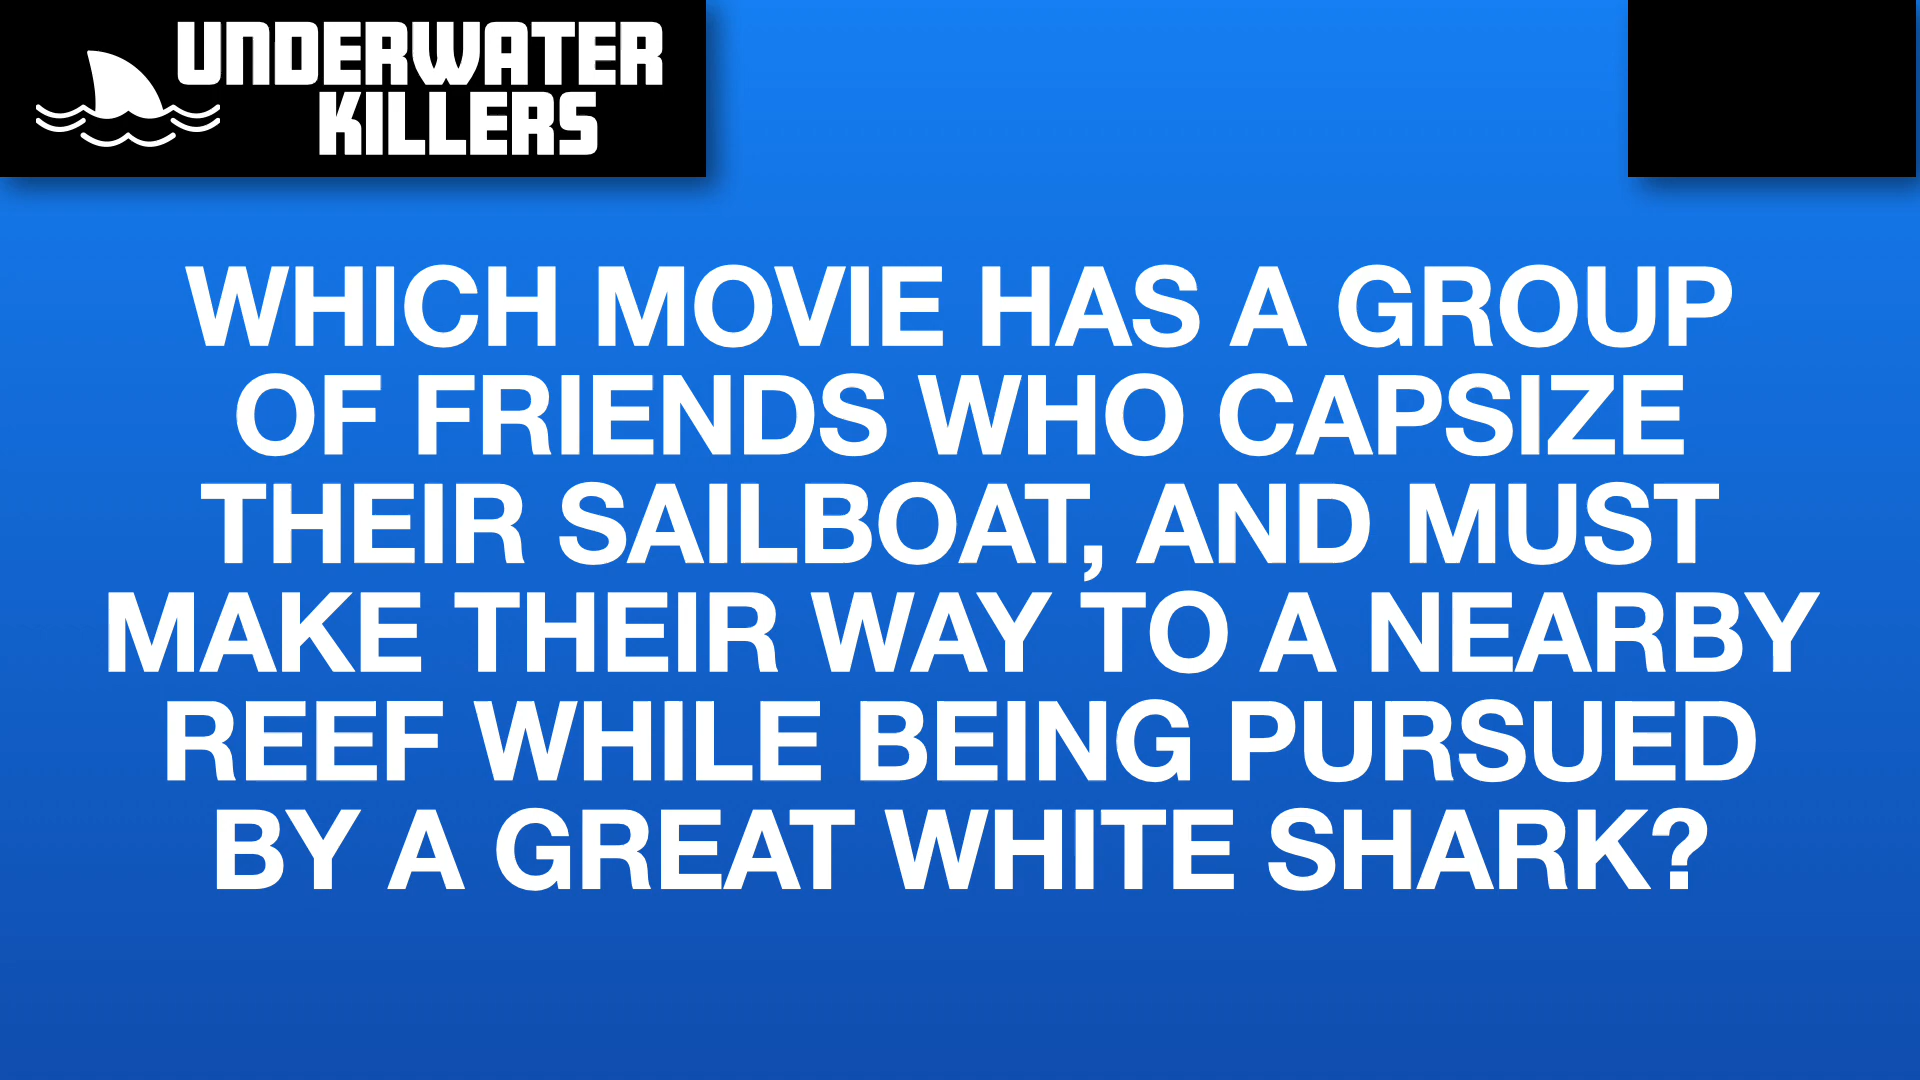 UNDERWATER
KILLERS
WHICH MOVIE HAS A GROUP
OF FRIENDS WHO CAPSIZE
THEIR SAILBOAT, AND MUST
MAKE THEIR WAY TO A NEARBY
REEF WHILE BEING PURSUED
BY A GREAT WHITE SHARK?